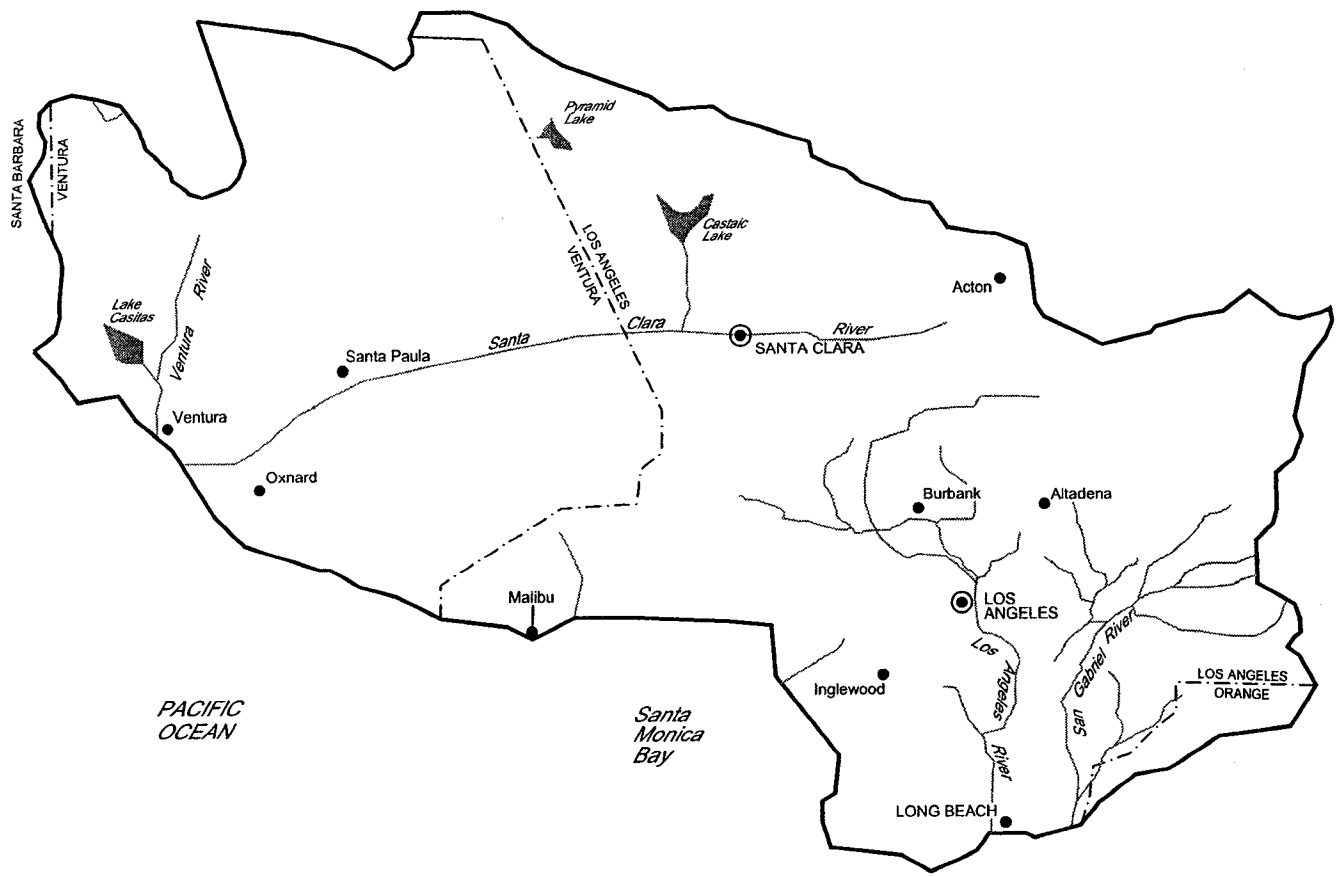 Pyramid
Lake
SANTA BARBARA
VENTURA
Castaic
Lake
LOS ANGELES
VENTURA
Acton
Lake
Casitas
Ventura River
Santa Clara River
SANTA CLARA
Santa Paula
Ventura
Oxnard
Burbank
Altadena
Malibu
LOS
ANGELES
Los Angeles River
San Gabriel River
Inglewood
LOS ANGELES
ORANGE
PACIFIC
OCEAN
Santa
Monica
Bay
LONG BEACH